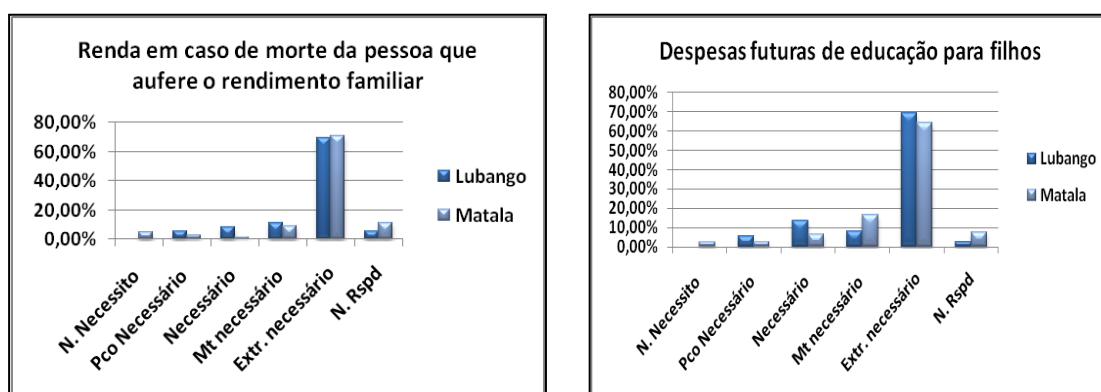 Renda em caso de morte da pessoa que
aufere o rendimento familiar
80,00%
60,00%
40,00%
20,00%
0,00%
N. Necessito
Pco Necessário
Necessário
Mt necessário
Extr. necessário
N. Rspd
Lubango
Matala
Despesas futuras de educação para filhos
80,00%
70,00%
60,00%
50,00%
40,00%
30,00%
20,00%
10,00%
0,00%
N. Necessito
Pco Necessário
Necessário
Mt necessário
Extr. necessário
N. Rspd
Lubango
Matala